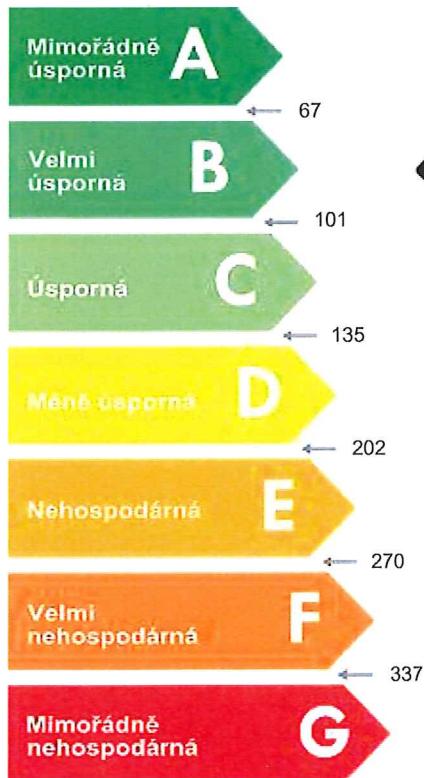 Mimořádně
úsporná
A
67
Velmi
úsporná
B
101
Úsporná
C
135
Méně úsporná
D
202
Nehospodárná
E
270
Velmi
nehospodárná
F
337
Mimořádně
nehospodárná
G